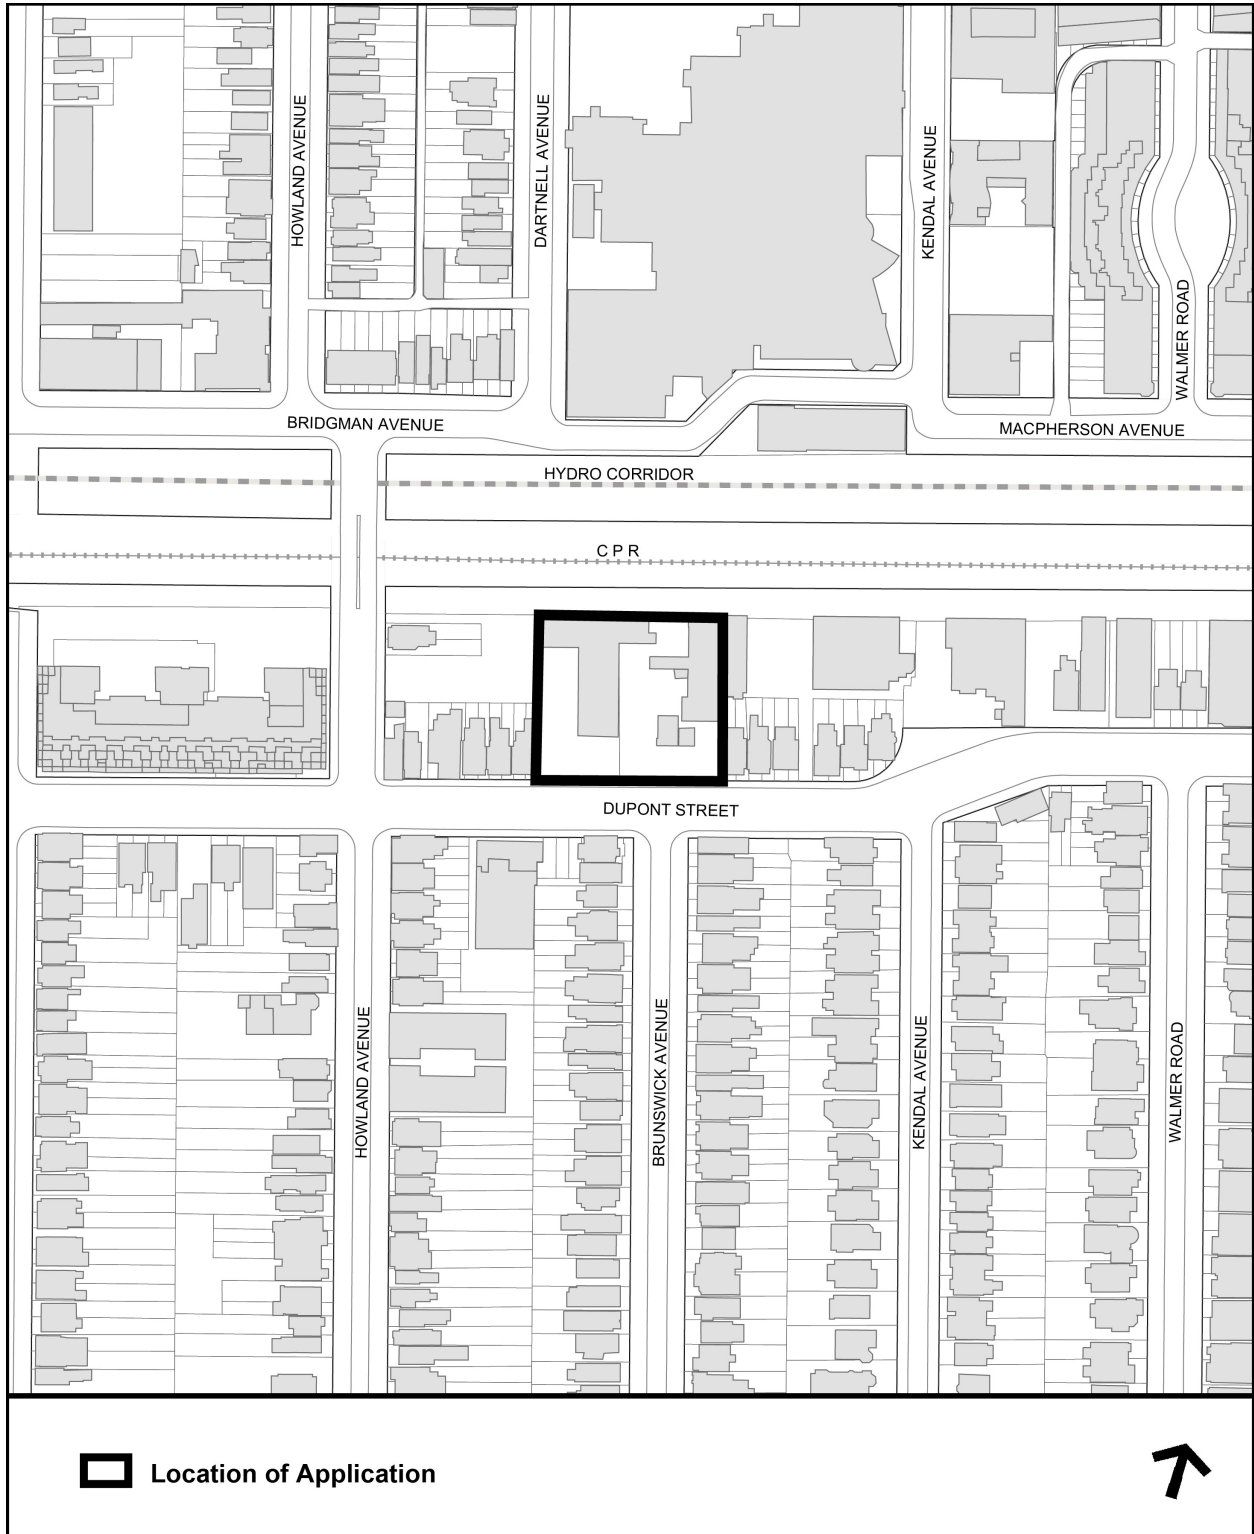 HOWLAND AVENUE
DARTNELL AVENUE
KENDAL AVENUE
WALMER ROAD
BRIDGMAN AVENUE
MACPHERSON AVENUE
HYDRO CORRIDOR
C P R
DUPONT STREET
HOWLAND AVENUE
BRUNSWICK AVENUE
KENDAL AVENUE
WALMER ROAD
Location of Application